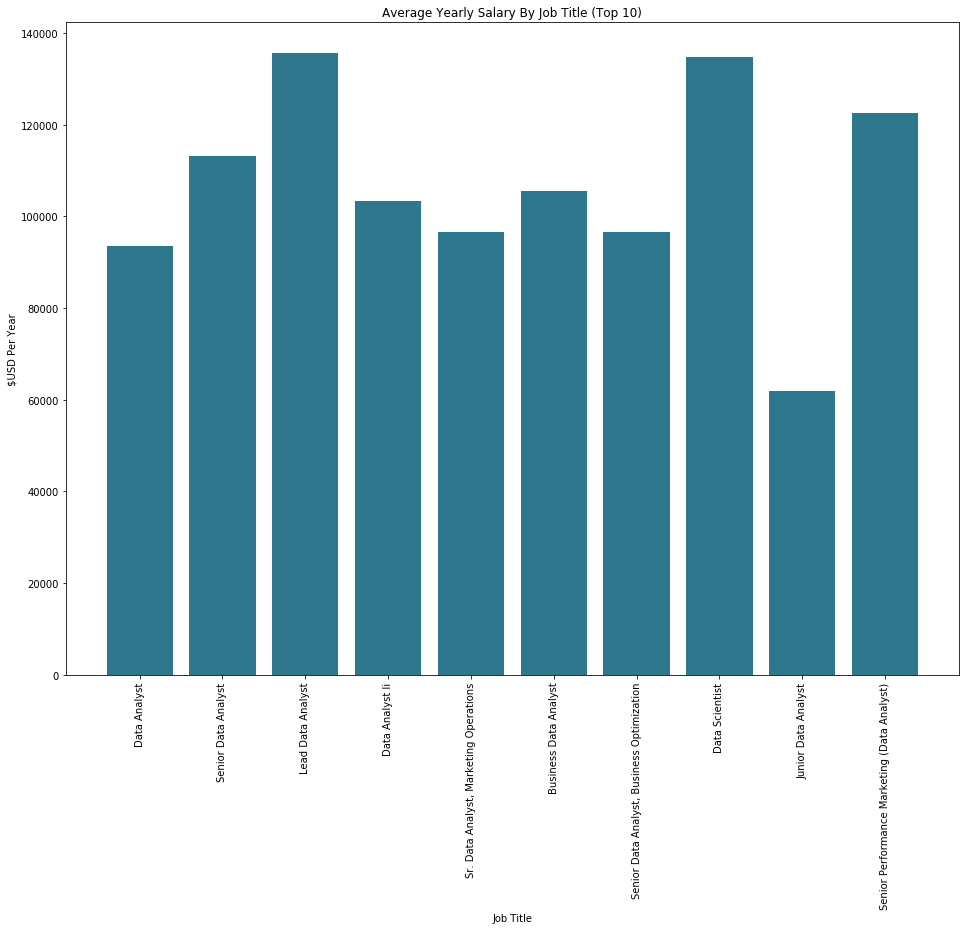 Average Yearly Salary By Job Title (Top 10)
140000
120000
100000
80000
60000
40000
20000
0
$USD Per Year
Data Analyst
Senior Data Analyst
Lead Data Analyst
Data Analyst Ii
Sr. Data Analyst, Marketing Operations
Business Data Analyst
Senior Data Analyst, Business Optimization
Data Scientist
Junior Data Analyst
Senior Performance Marketing (Data Analyst)
Job Title